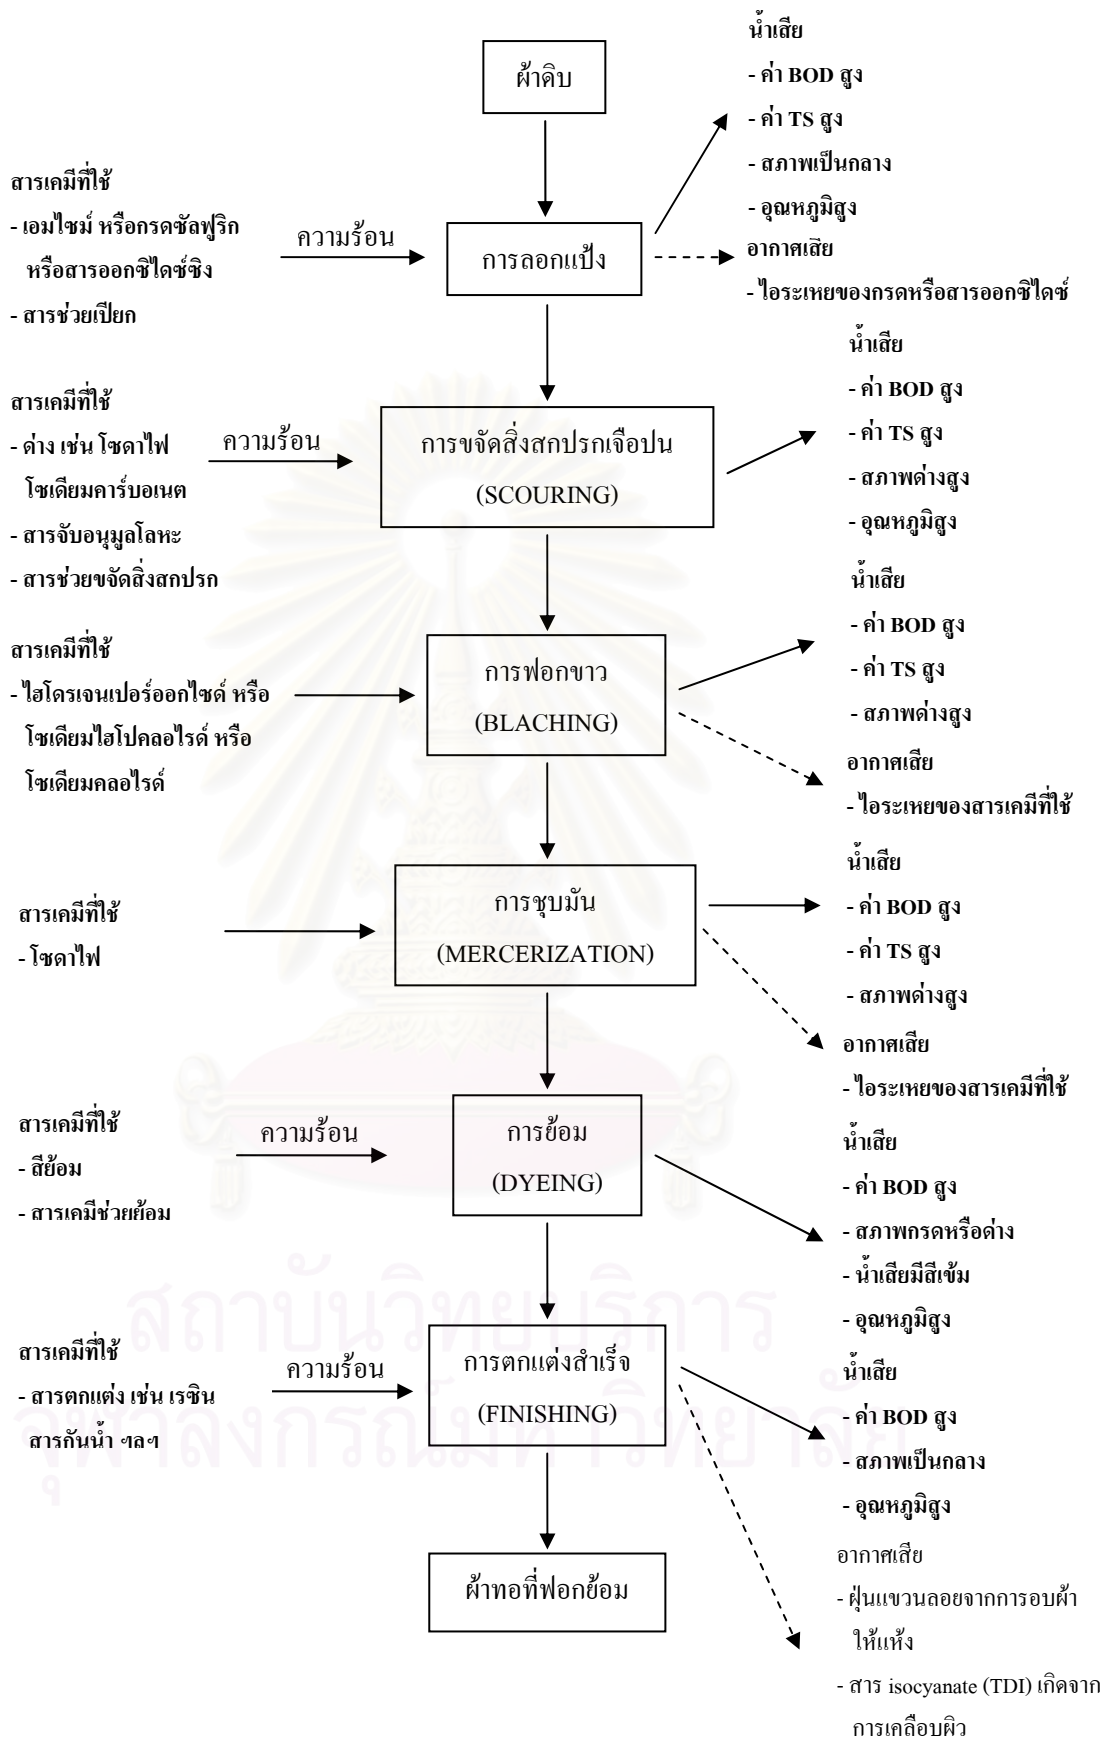 ผ้าดิบ
น้ำเสีย
- ค่า BOD สูง
- ค่า TS สูง
- สภาพเป็นกลาง
- อุณหภูมิสูง
สารเคมีที่ใช้
- เอมไซม์ หรือกรดซัลฟูริก
หรือสารออกซิไดซ์ซิง
- สารช่วยเปียก
ความร้อน
การลอกแป้ง
อากาศเสีย
- ไอระเหยของกรดหรือสารออกซิไดซ์
สารเคมีที่ใช้
- ด่าง เช่น โซดาไฟ
โซเดียมคาร์บอเนต
- สารจับอนุมูลโลหะ
- สารช่วยขจัดสิ่งสกปรก
ความร้อน
การขจัดสิ่งสกปรกเจือปน
(SCOURING)
น้ำเสีย
- ค่า BOD สูง
- ค่า TS สูง
- สภาพด่างสูง
- อุณหภูมิสูง
สารเคมีที่ใช้
- ไฮโดรเจนเปอร์ออกไซด์ หรือ
โซเดียมไฮโปคลอไรด์ หรือ
โซเดียมคลอไรด์
การฟอกขาว
(BLACHING)
น้ำเสีย
- ค่า BOD สูง
- ค่า TS สูง
- สภาพด่างสูง
อากาศเสีย
- ไอระเหยของสารเคมีที่ใช้
สารเคมีที่ใช้
- โซดาไฟ
การชุบมัน
(MERCERIZATION)
น้ำเสีย
- ค่า BOD สูง
- ค่า TS สูง
- สภาพด่างสูง
อากาศเสีย
- ไอระเหยของสารเคมีที่ใช้
สารเคมีที่ใช้
- สีย้อม
- สารเคมีช่วยย้อม
ความร้อน
การย้อม
(DYEING)
น้ำเสีย
- ค่า BOD สูง
- สภาพกรดหรือด่าง
- น้ำเสียมีสีเข้ม
- อุณหภูมิสูง
สารเคมีที่ใช้
- สารตกแต่ง เช่น เรซิน
สารกันน้ำ ฯลฯ
ความร้อน
การตกแต่งสำเร็จ
(FINISHING)
น้ำเสีย
- ค่า BOD สูง
- สภาพเป็นกลาง
- อุณหภูมิสูง
อากาศเสีย
- ฝุ่นแขวนลอยจากการอบผ้า
ให้แห้ง
- สาร isocyanate (TDI) เกิดจาก
การเคลือบผิว
ผ้าทอที่ฟอกย้อม
สถาบันวิทยบริการ
จุฬาลงกรณ์มหาวิทยาลัย